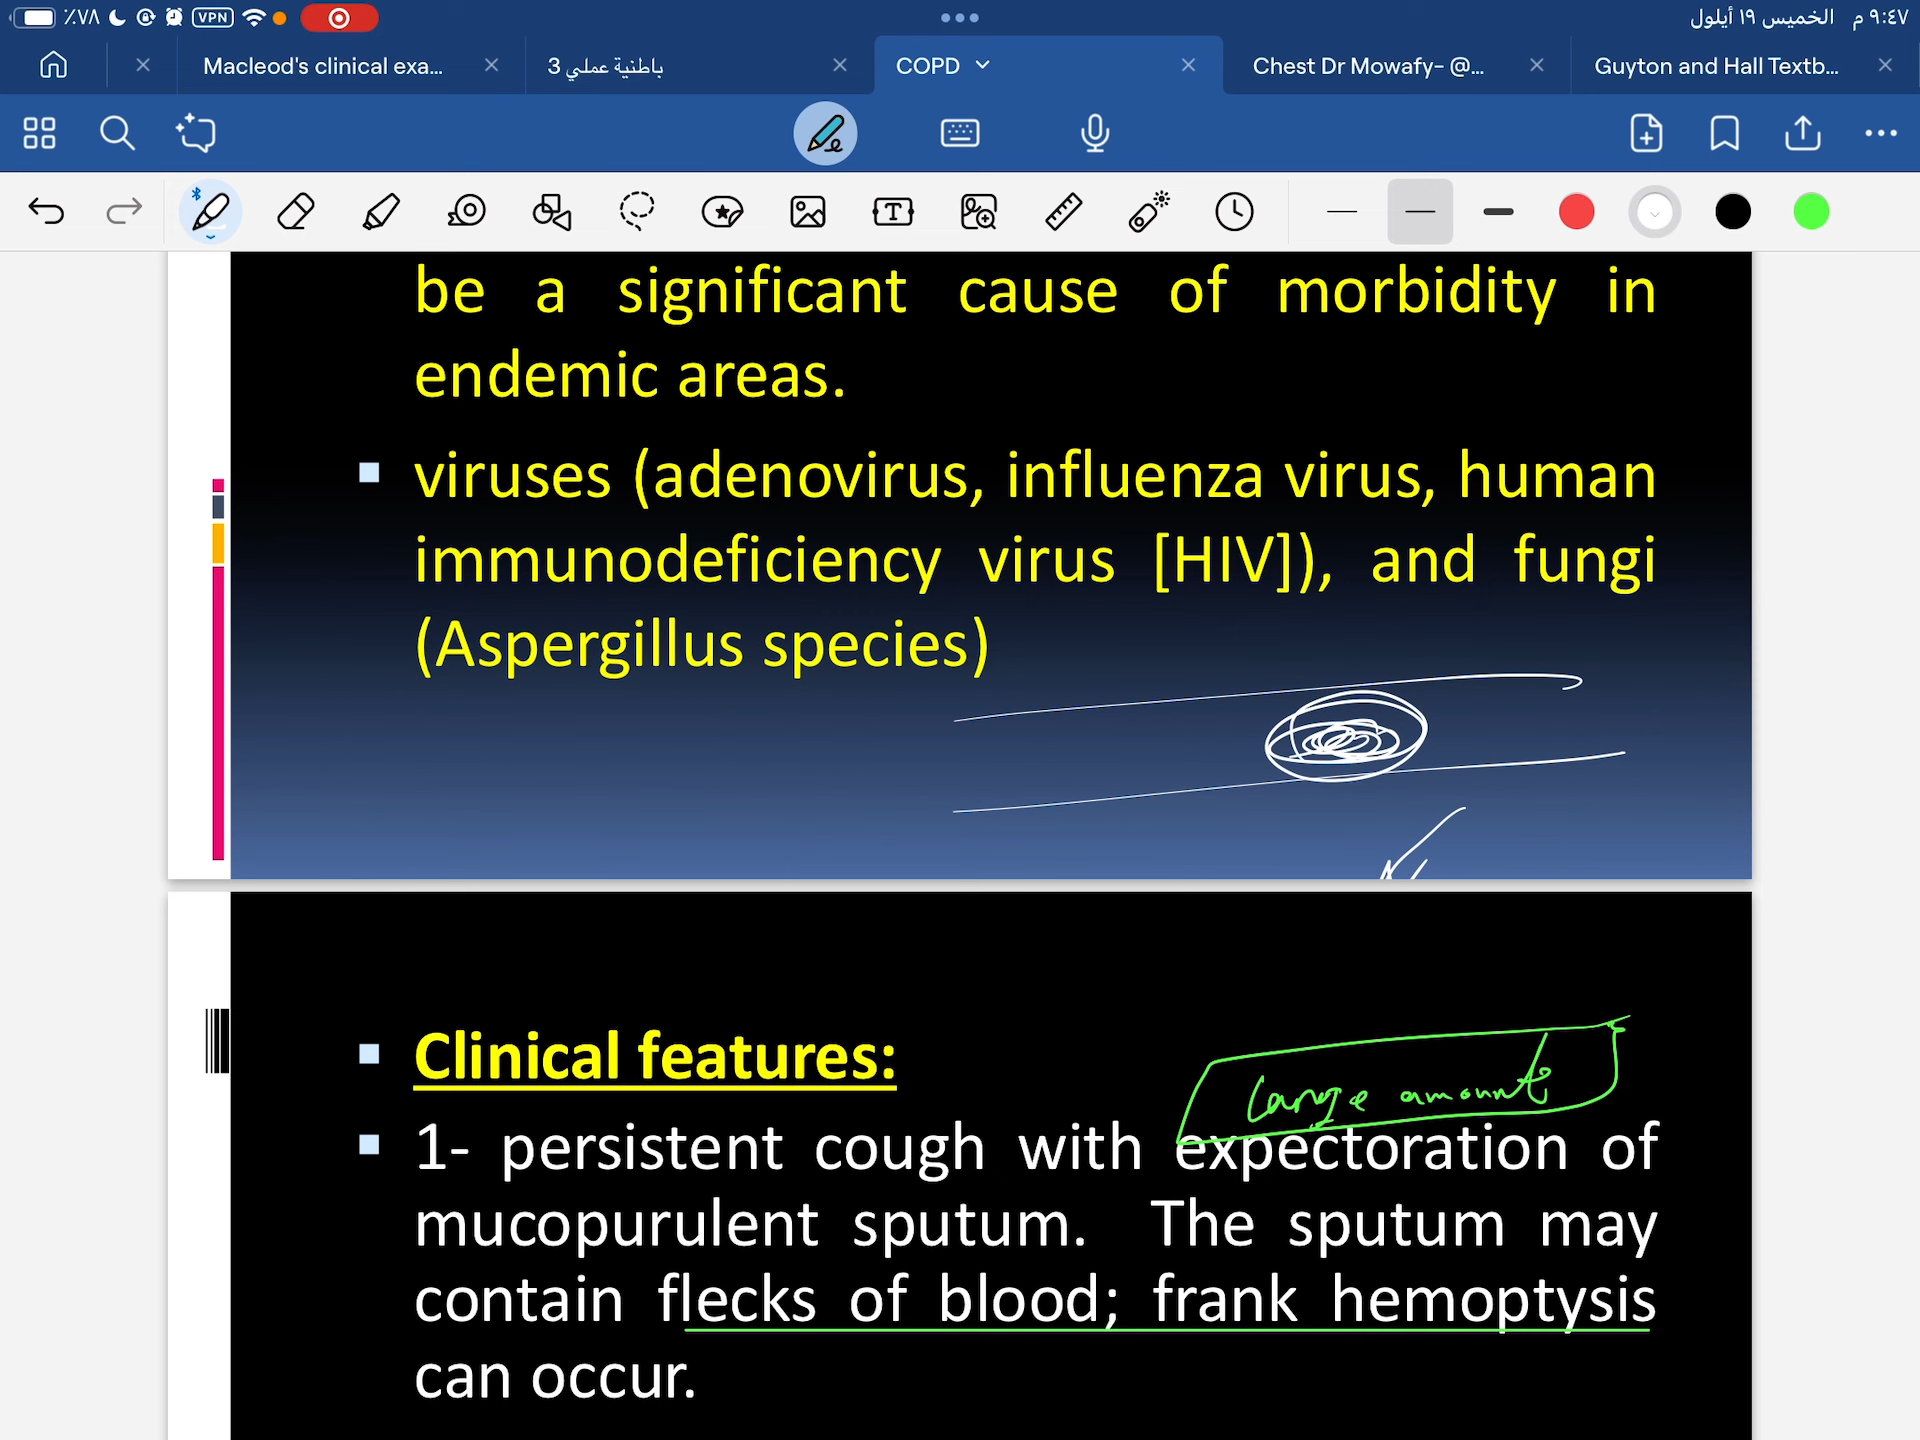 ٪٧٨ VPN ٩:٤٧ م الخميس ١٩ أيلول
Macleod's clinical exa... باطنية عملي 3 COPD Chest Dr Mowafy- @... Guyton and Hall Textb...
be a significant cause of morbidity in
endemic areas.
viruses (adenovirus, influenza virus, human
immunodeficiency virus [HIV]), and fungi
(Aspergillus species)
Clinical features:
Large amount
1- persistent cough with expectoration of
mucopurulent sputum. The sputum may
contain flecks of blood; frank hemoptysis
can occur.